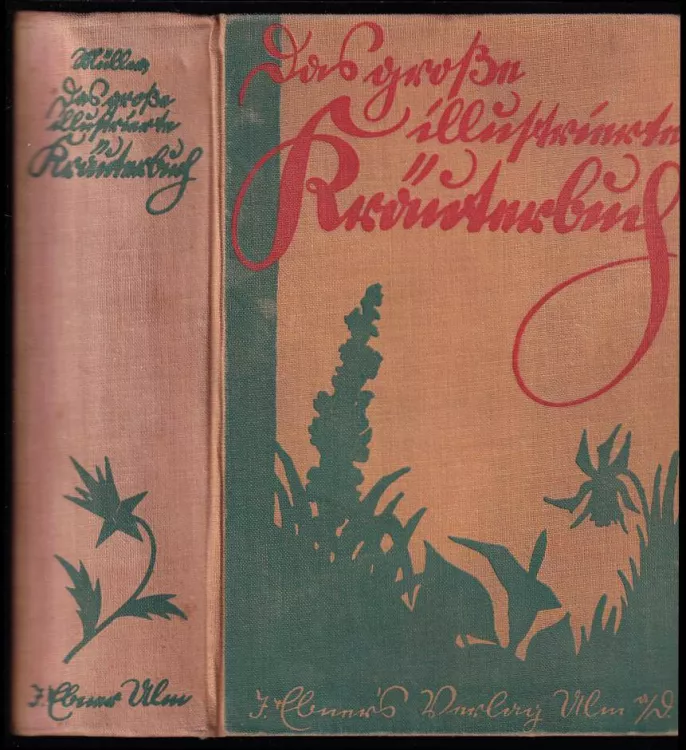 Müller
Das große
illustrierte
Kräuterbuch
J. Ebner Ulm
Das große
illustrierte
Kräuterbuch
J. Ebner's Verlag Ulm a/D.